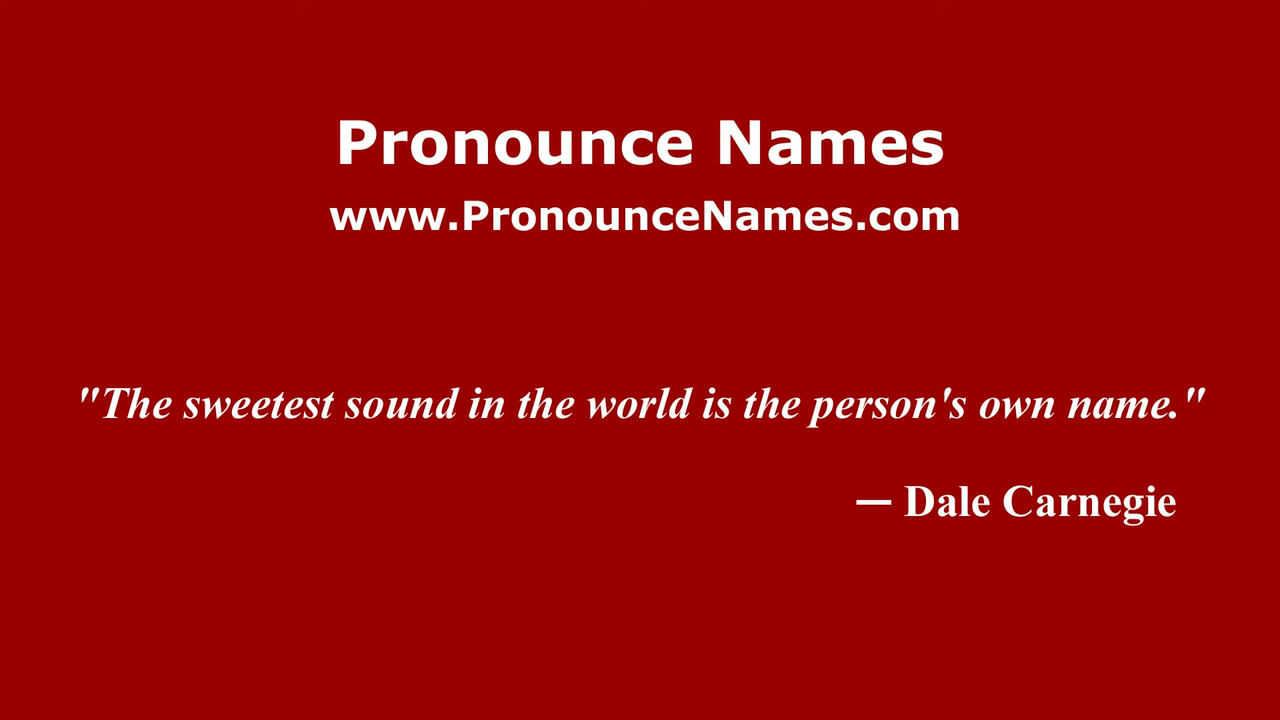 Pronounce Names
www.PronounceNames.com
"The sweetest sound in the world is the person's own name."
— Dale Carnegie